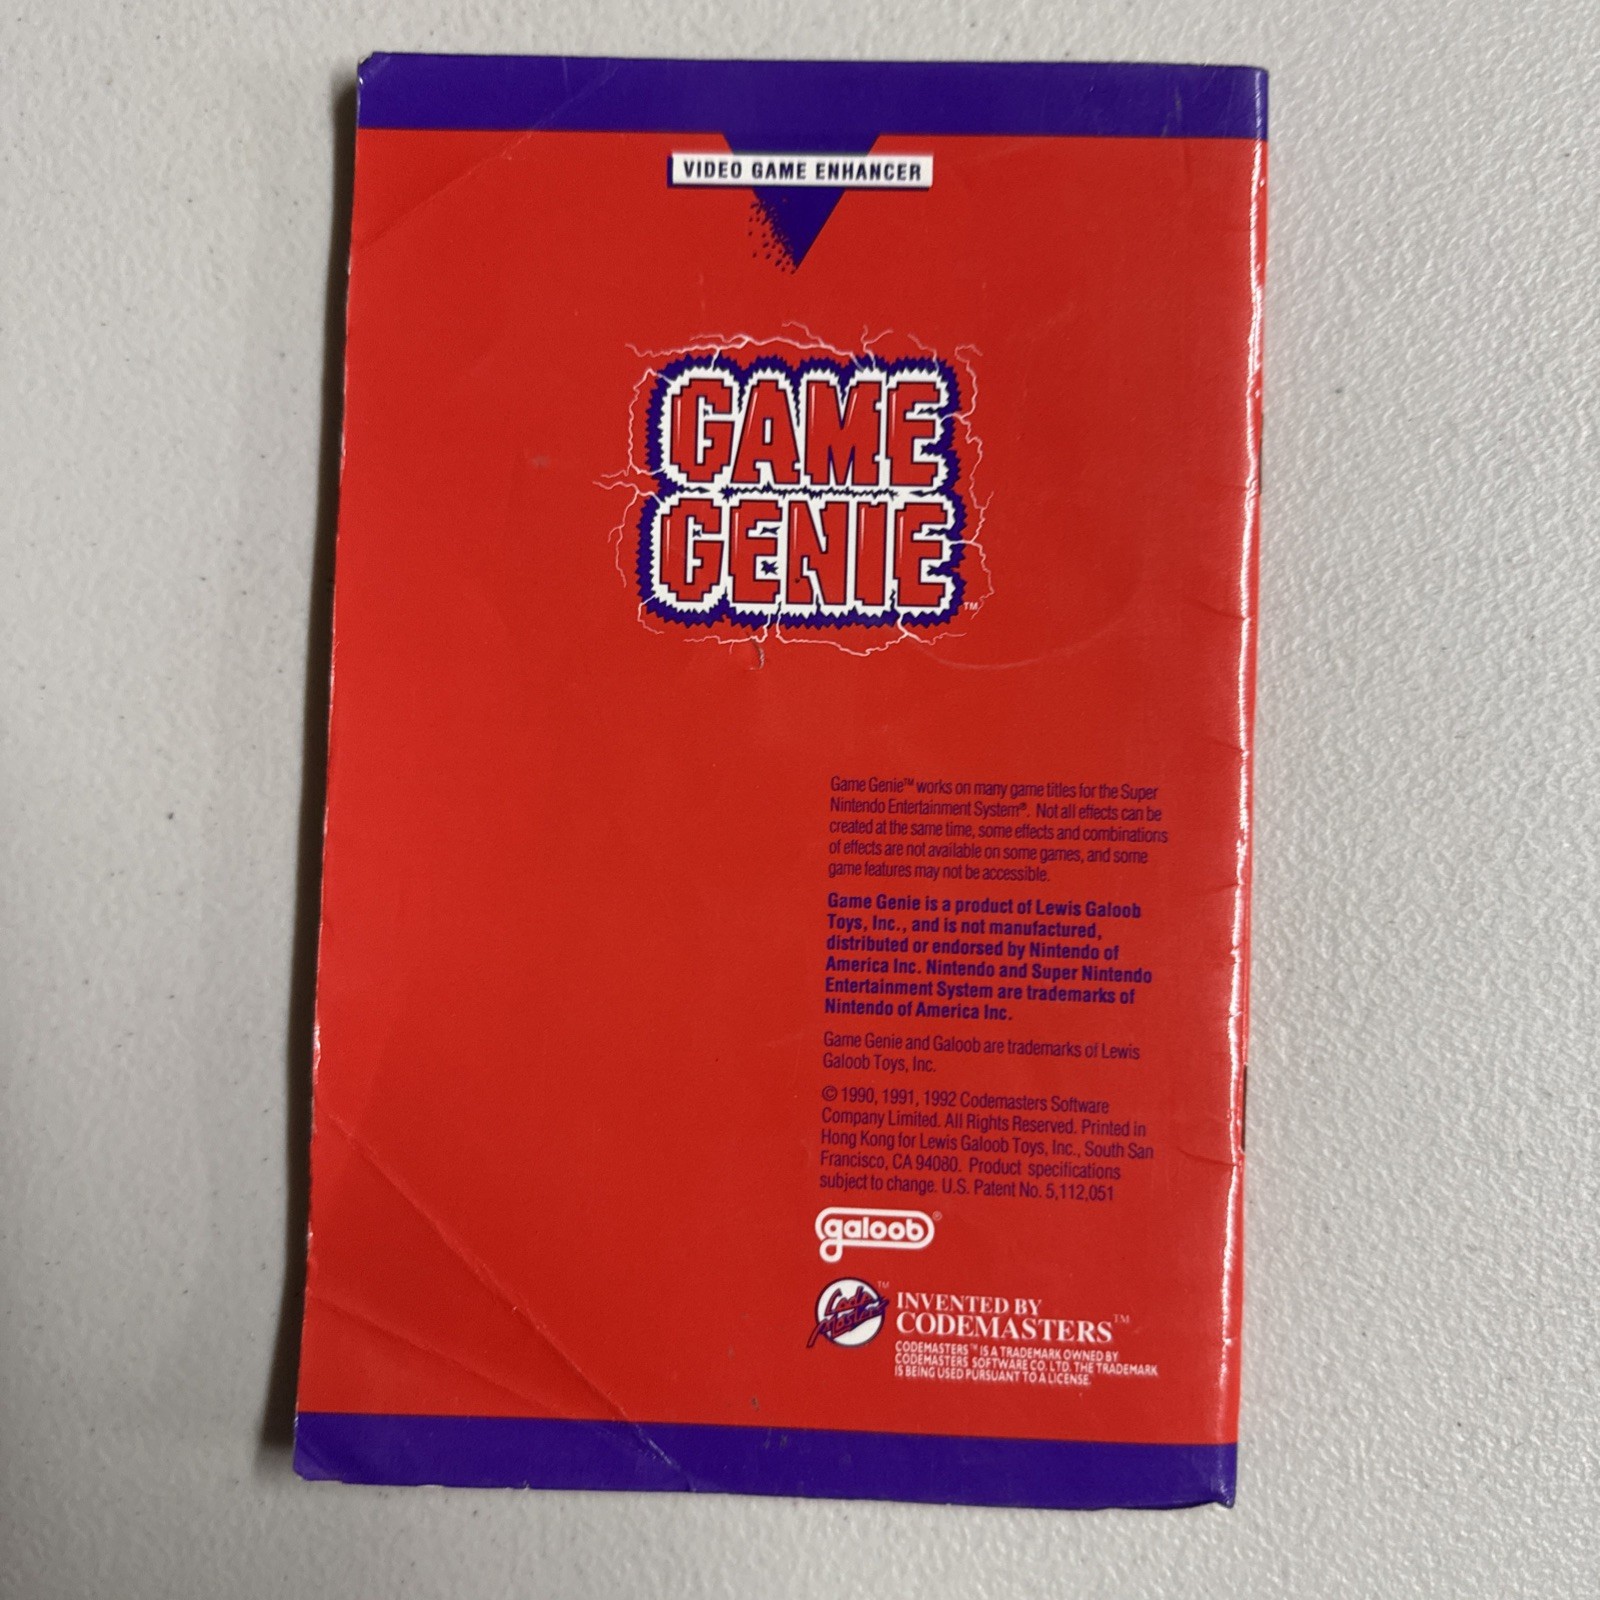 VIDEO GAME ENHANCER
GAME
GENIE™
Game Genie™ works on many game titles for the Super
Nintendo Entertainment System®. Not all effects can be
created at the same time, some effects and combinations
of effects are not available on some games, and some
game features may not be accessible.
Game Genie is a product of Lewis Galoob
Toys, Inc., and is not manufactured,
distributed or endorsed by Nintendo of
America Inc. Nintendo and Super Nintendo
Entertainment System are trademarks of
Nintendo of America Inc.
Game Genie and Galoob are trademarks of Lewis
Galoob Toys, Inc.
© 1990, 1991, 1992 Codemasters Software
Company Limited. All Rights Reserved. Printed in
Hong Kong for Lewis Galoob Toys, Inc., South San
Francisco, CA 94080. Product specifications
subject to change. U.S. Patent No. 5,112,051
galoob®
Code
Masters™
INVENTED BY
CODEMASTERS™
CODEMASTERS™ IS A TRADEMARK OWNED BY
CODEMASTERS SOFTWARE CO. LTD. THE TRADEMARK
IS BEING USED PURSUANT TO A LICENSE.